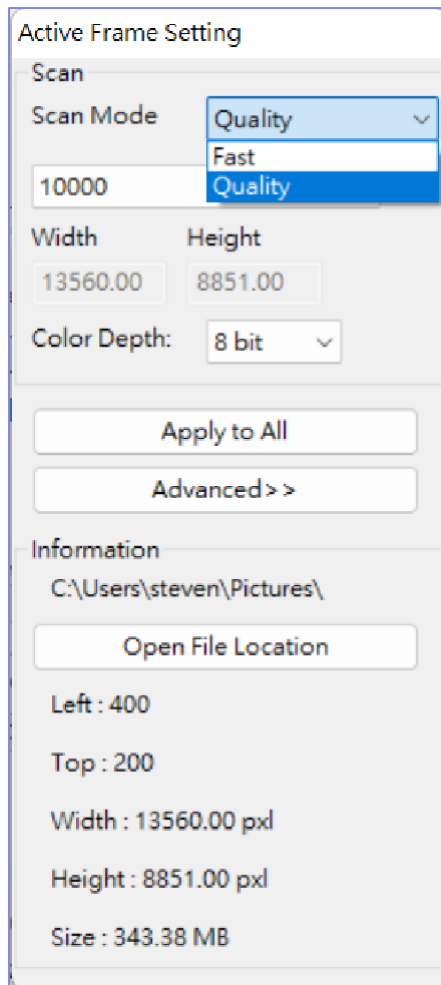 Active Frame Setting
Scan
Scan Mode Quality
Fast
Quality
10000
Width Height
13560.00 8851.00
Color Depth: 8 bit
Apply to All
Advanced>>
Information
C:\Users\steven\Pictures\
Open File Location
Left : 400
Top : 200
Width : 13560.00 pxl
Height : 8851.00 pxl
Size : 343.38 MB